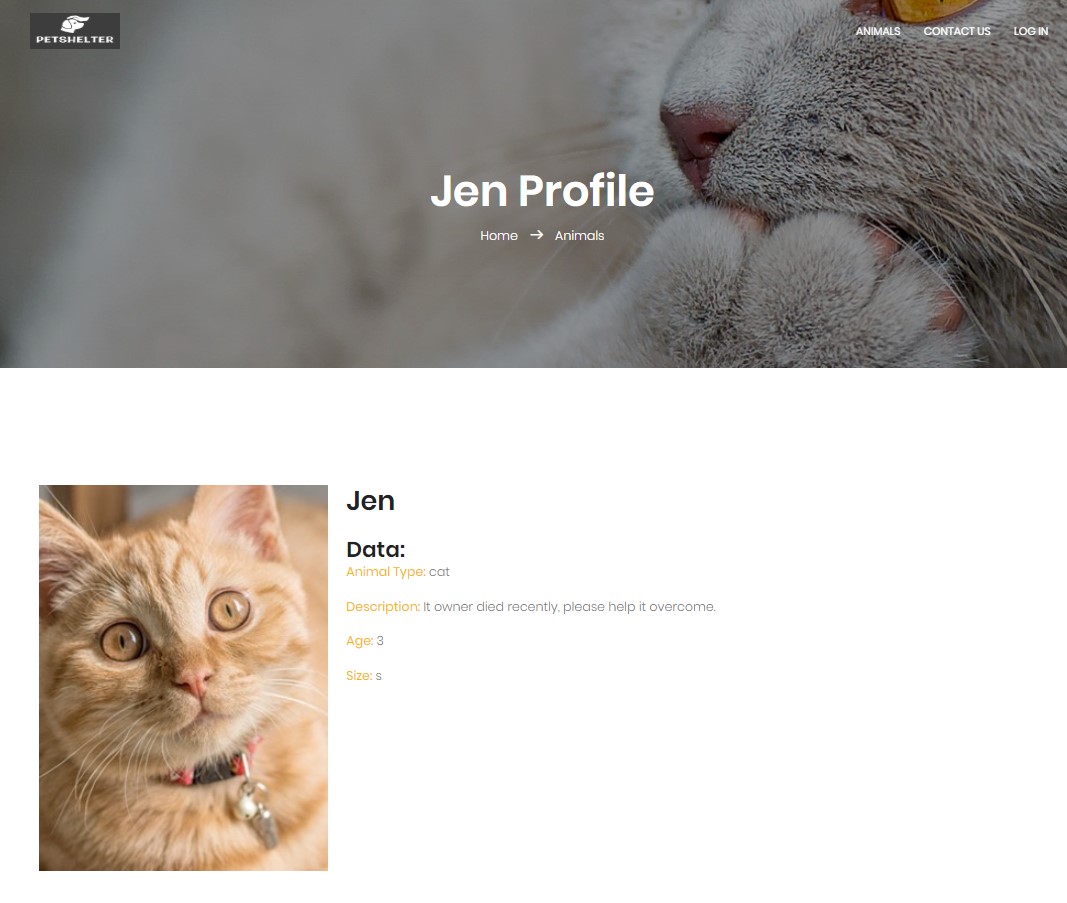 PETSHELTER
ANIMALS CONTACT US LOG IN
Jen Profile
Home → Animals
Jen
Data:
Animal Type: cat
Description: It owner died recently, please help it overcome.
Age: 3
Size: s